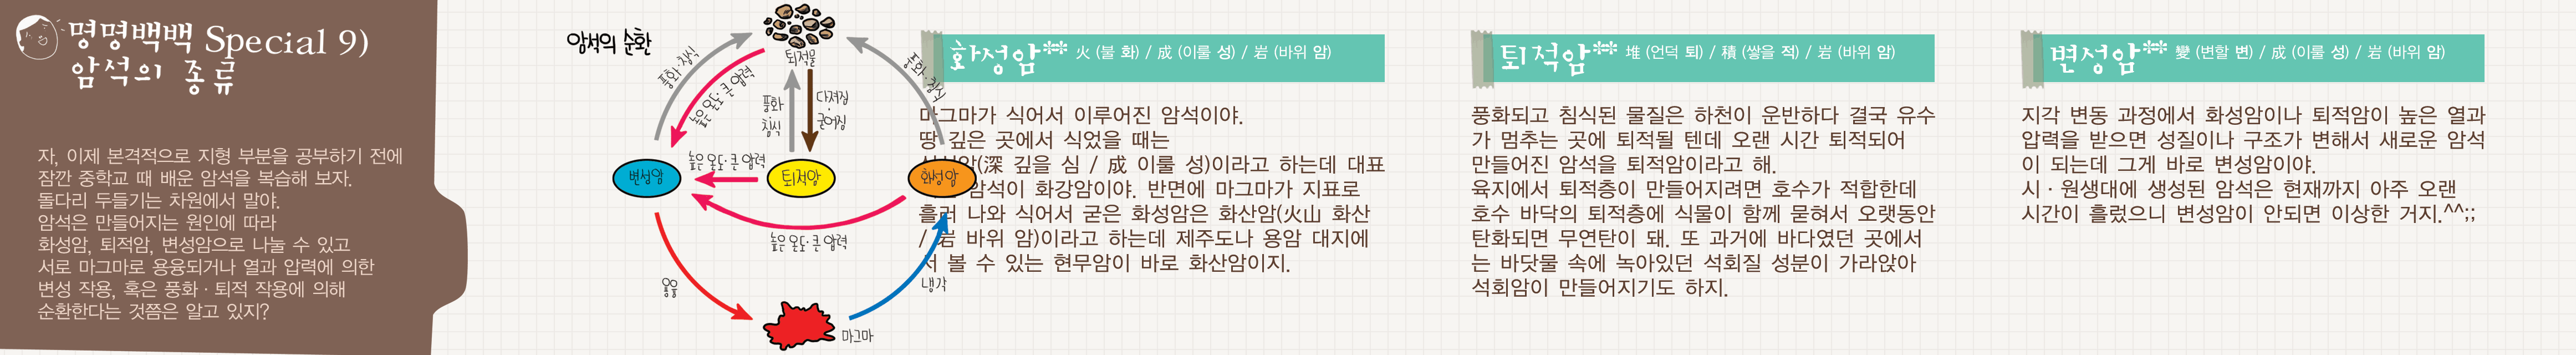 명명백백 Special 9)
암석의 종류
자, 이제 본격적으로 지형 부분을 공부하기 전에
잠깐 중학교 때 배운 암석을 복습해 보자.
돌다리 두들기는 차원에서 말야.
암석은 만들어지는 원인에 따라
화성암, 퇴적암, 변성암으로 나눌 수 있고
서로 마그마로 용융되거나 열과 압력에 의한
변성 작용, 혹은 풍화 · 퇴적 작용에 의해
순환한다는 것쯤은 알고 있지?
암석의 순환
퇴적물
풍화·침식
높은 온도·큰 압력
풍화
·
침식
다져짐
·
굳어짐
풍화·침식
변성암
높은 온도·큰 압력
퇴적암
화성암
높은 온도·큰 압력
용융
냉각
마그마
화성암** 火 (불 화) / 成 (이룰 성) / 岩 (바위 암)
마그마가 식어서 이루어진 암석이야.
땅 깊은 곳에서 식었을 때는
(深 깊을 심 / 成 이룰 성)이라고 하는데 대표
암석이 화강암이야. 반면에 마그마가 지표로
흘러 나와 식어서 굳은 화성암은 화산암(火山 화산
/ 岩 바위 암)이라고 하는데 제주도나 용암 대지에
서 볼 수 있는 현무암이 바로 화산암이지.
퇴적암** 堆 (언덕 퇴) / 積 (쌓을 적) / 岩 (바위 암)
풍화되고 침식된 물질은 하천이 운반하다 결국 유수
가 멈추는 곳에 퇴적될 텐데 오랜 시간 퇴적되어
만들어진 암석을 퇴적암이라고 해.
육지에서 퇴적층이 만들어지려면 호수가 적합한데
호수 바닥의 퇴적층에 식물이 함께 묻혀서 오랫동안
탄화되면 무연탄이 돼. 또 과거에 바다였던 곳에서
는 바닷물 속에 녹아있던 석회질 성분이 가라앉아
석회암이 만들어지기도 하지.
변성암** 變 (변할 변) / 成 (이룰 성) / 岩 (바위 암)
지각 변동 과정에서 화성암이나 퇴적암이 높은 열과
압력을 받으면 성질이나 구조가 변해서 새로운 암석
이 되는데 그게 바로 변성암이야.
시 · 원생대에 생성된 암석은 현재까지 아주 오랜
시간이 흘렀으니 변성암이 안되면 이상한 거지.^^;;